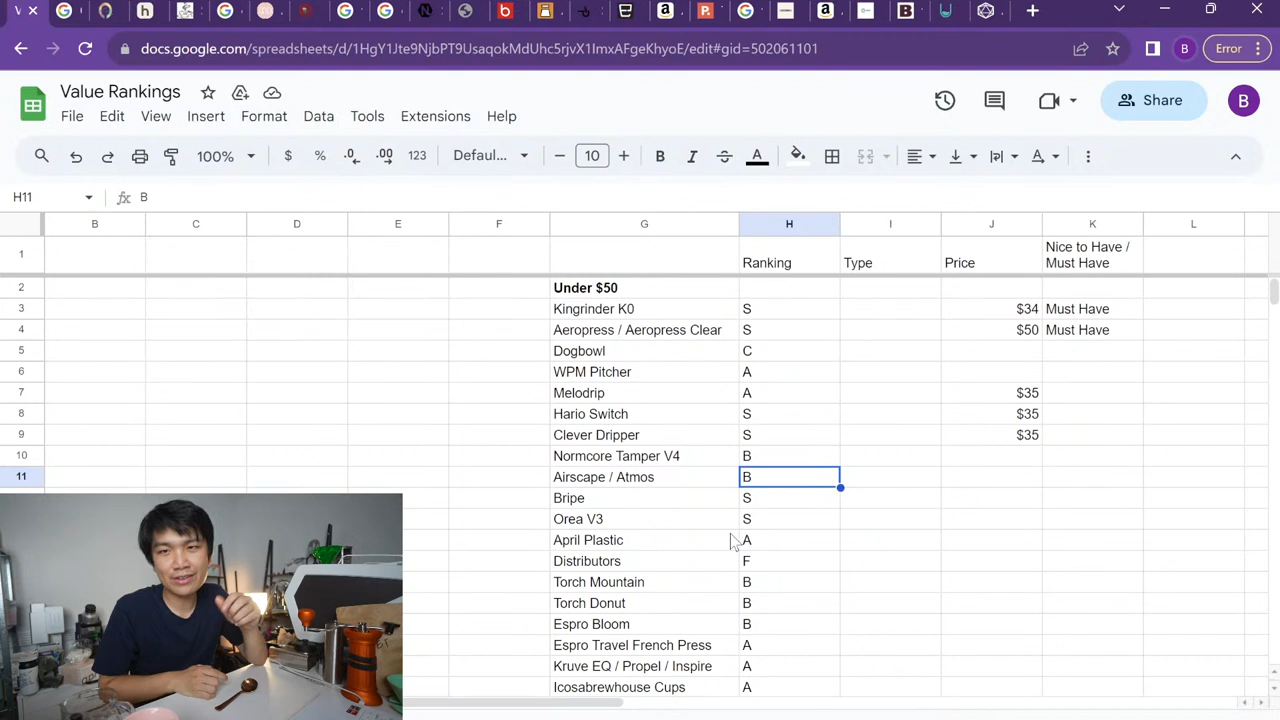 docs.google.com/spreadsheets/d/1HgY1Jte9NjbPT9UsaqokMdUhc5rjvX1ImxAFgeKhyoE/edit#gid=502061101
B
Error
Value Rankings
File Edit View Insert Format Data Tools Extensions Help
Share
B
100% $ % .0 .00 123 Defaul... 10 B I A
H11 fx B
B C D E F G H I J K L
1 Ranking Type Price Nice to Have /
Must Have
2 Under $50
3 Kingrinder K0 S $34 Must Have
4 Aeropress / Aeropress Clear S $50 Must Have
5 Dogbowl C
6 WPM Pitcher A
7 Melodrip A $35
8 Hario Switch S $35
9 Clever Dripper S $35
10 Normcore Tamper V4 B
11 Airscape / Atmos B
Bripe S
Orea V3 S
April Plastic A
Distributors F
Torch Mountain B
Torch Donut B
Espro Bloom B
Espro Travel French Press A
Kruve EQ / Propel / Inspire A
Icosabrewhouse Cups A